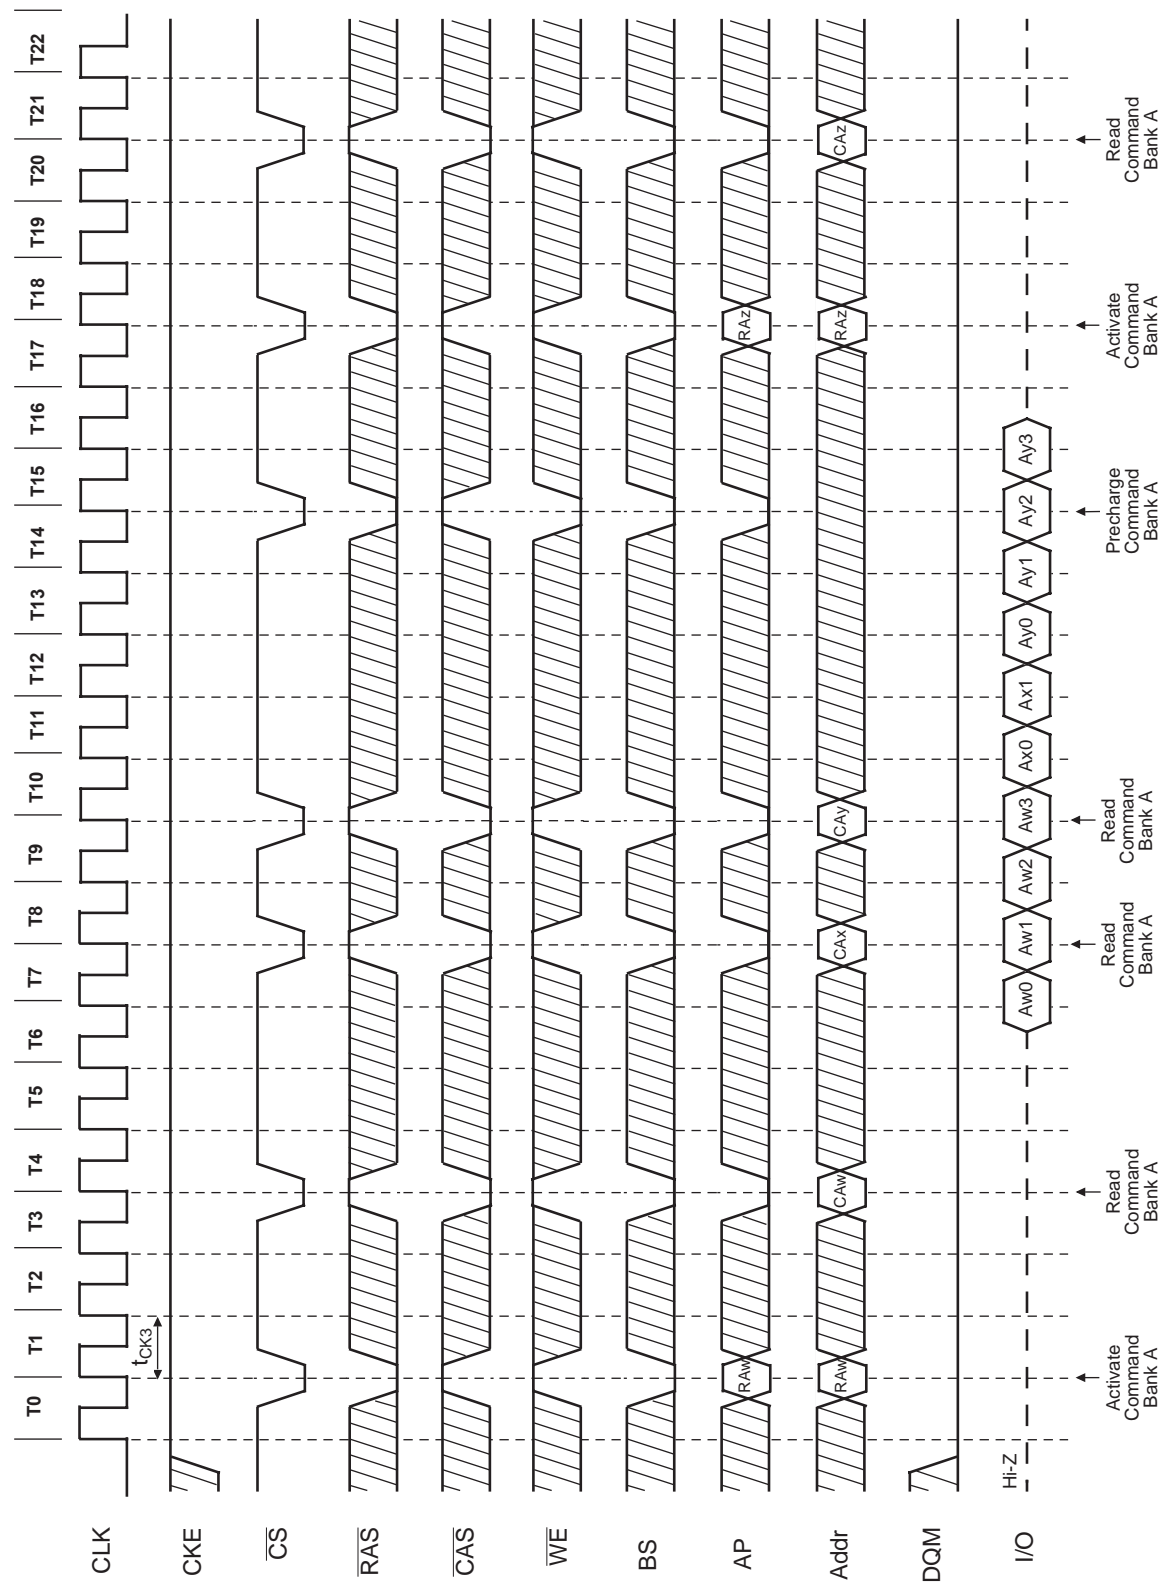 T0 T1 T2 T3 T4 T5 T6 T7 T8 T9 T10 T11 T12 T13 T14 T15 T16 T17 T18 T19 T20 T21 T22
CLK
tCK3
CKE
CS
RAS
CAS
WE
BS
AP RAw RAz
Addr RAw CAw CAx CAy RAz CAz
DQM
I/O Hi-Z Aw0 Aw1 Aw2 Aw3 Ax0 Ax1 Ay0 Ay1 Ay2 Ay3
Activate
Command
Bank A
Read
Command
Bank A
Read
Command
Bank A
Read
Command
Bank A
Precharge
Command
Bank A
Activate
Command
Bank A
Read
Command
Bank A